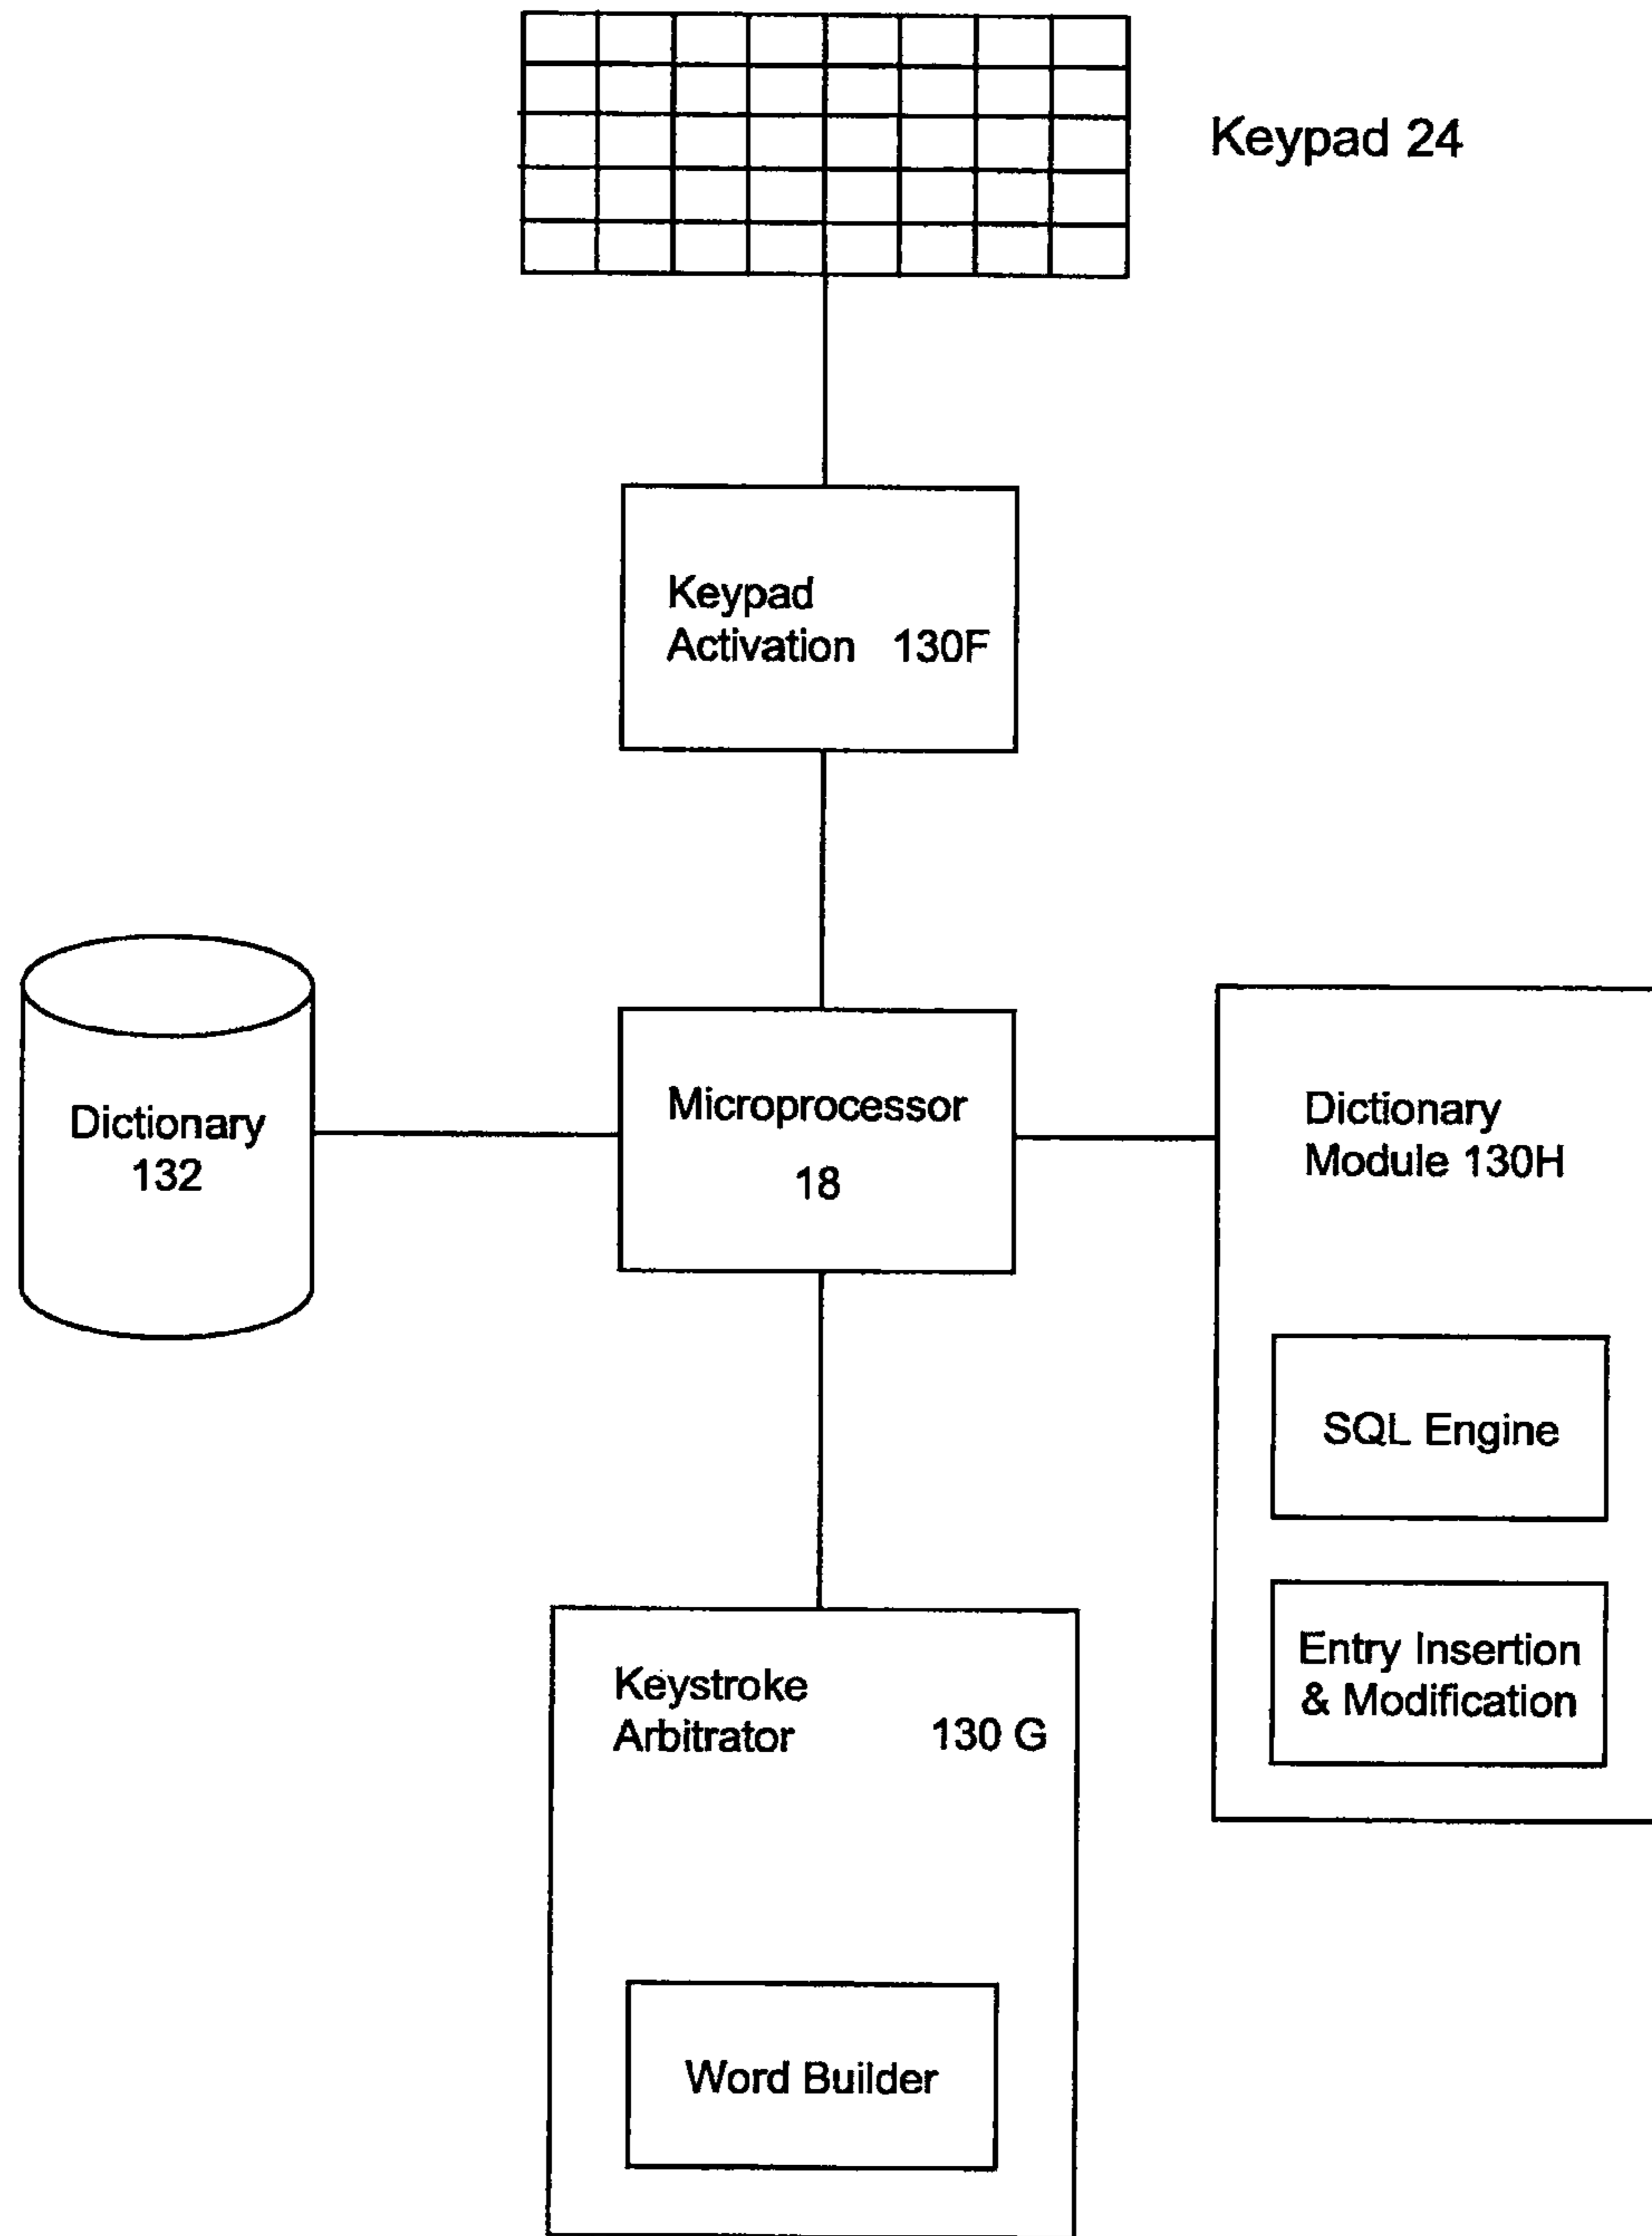 Keypad 24
Keypad
Activation 130F
Dictionary
132
Microprocessor
18
Dictionary
Module 130H
SQL Engine
Entry Insertion
& Modification
Keystroke
Arbitrator 130 G
Word Builder